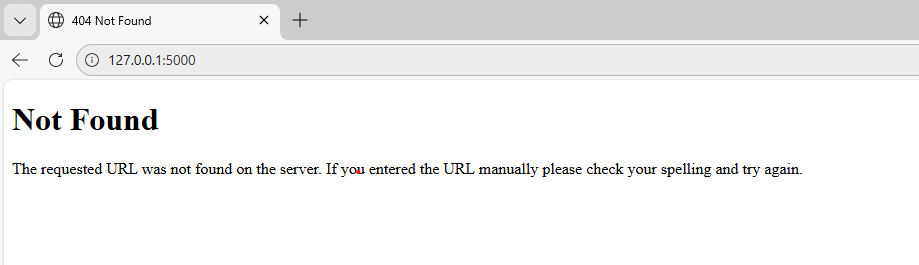 404 Not Found
127.0.0.1:5000
Not Found
The requested URL was not found on the server. If you entered the URL manually please check your spelling and try again.